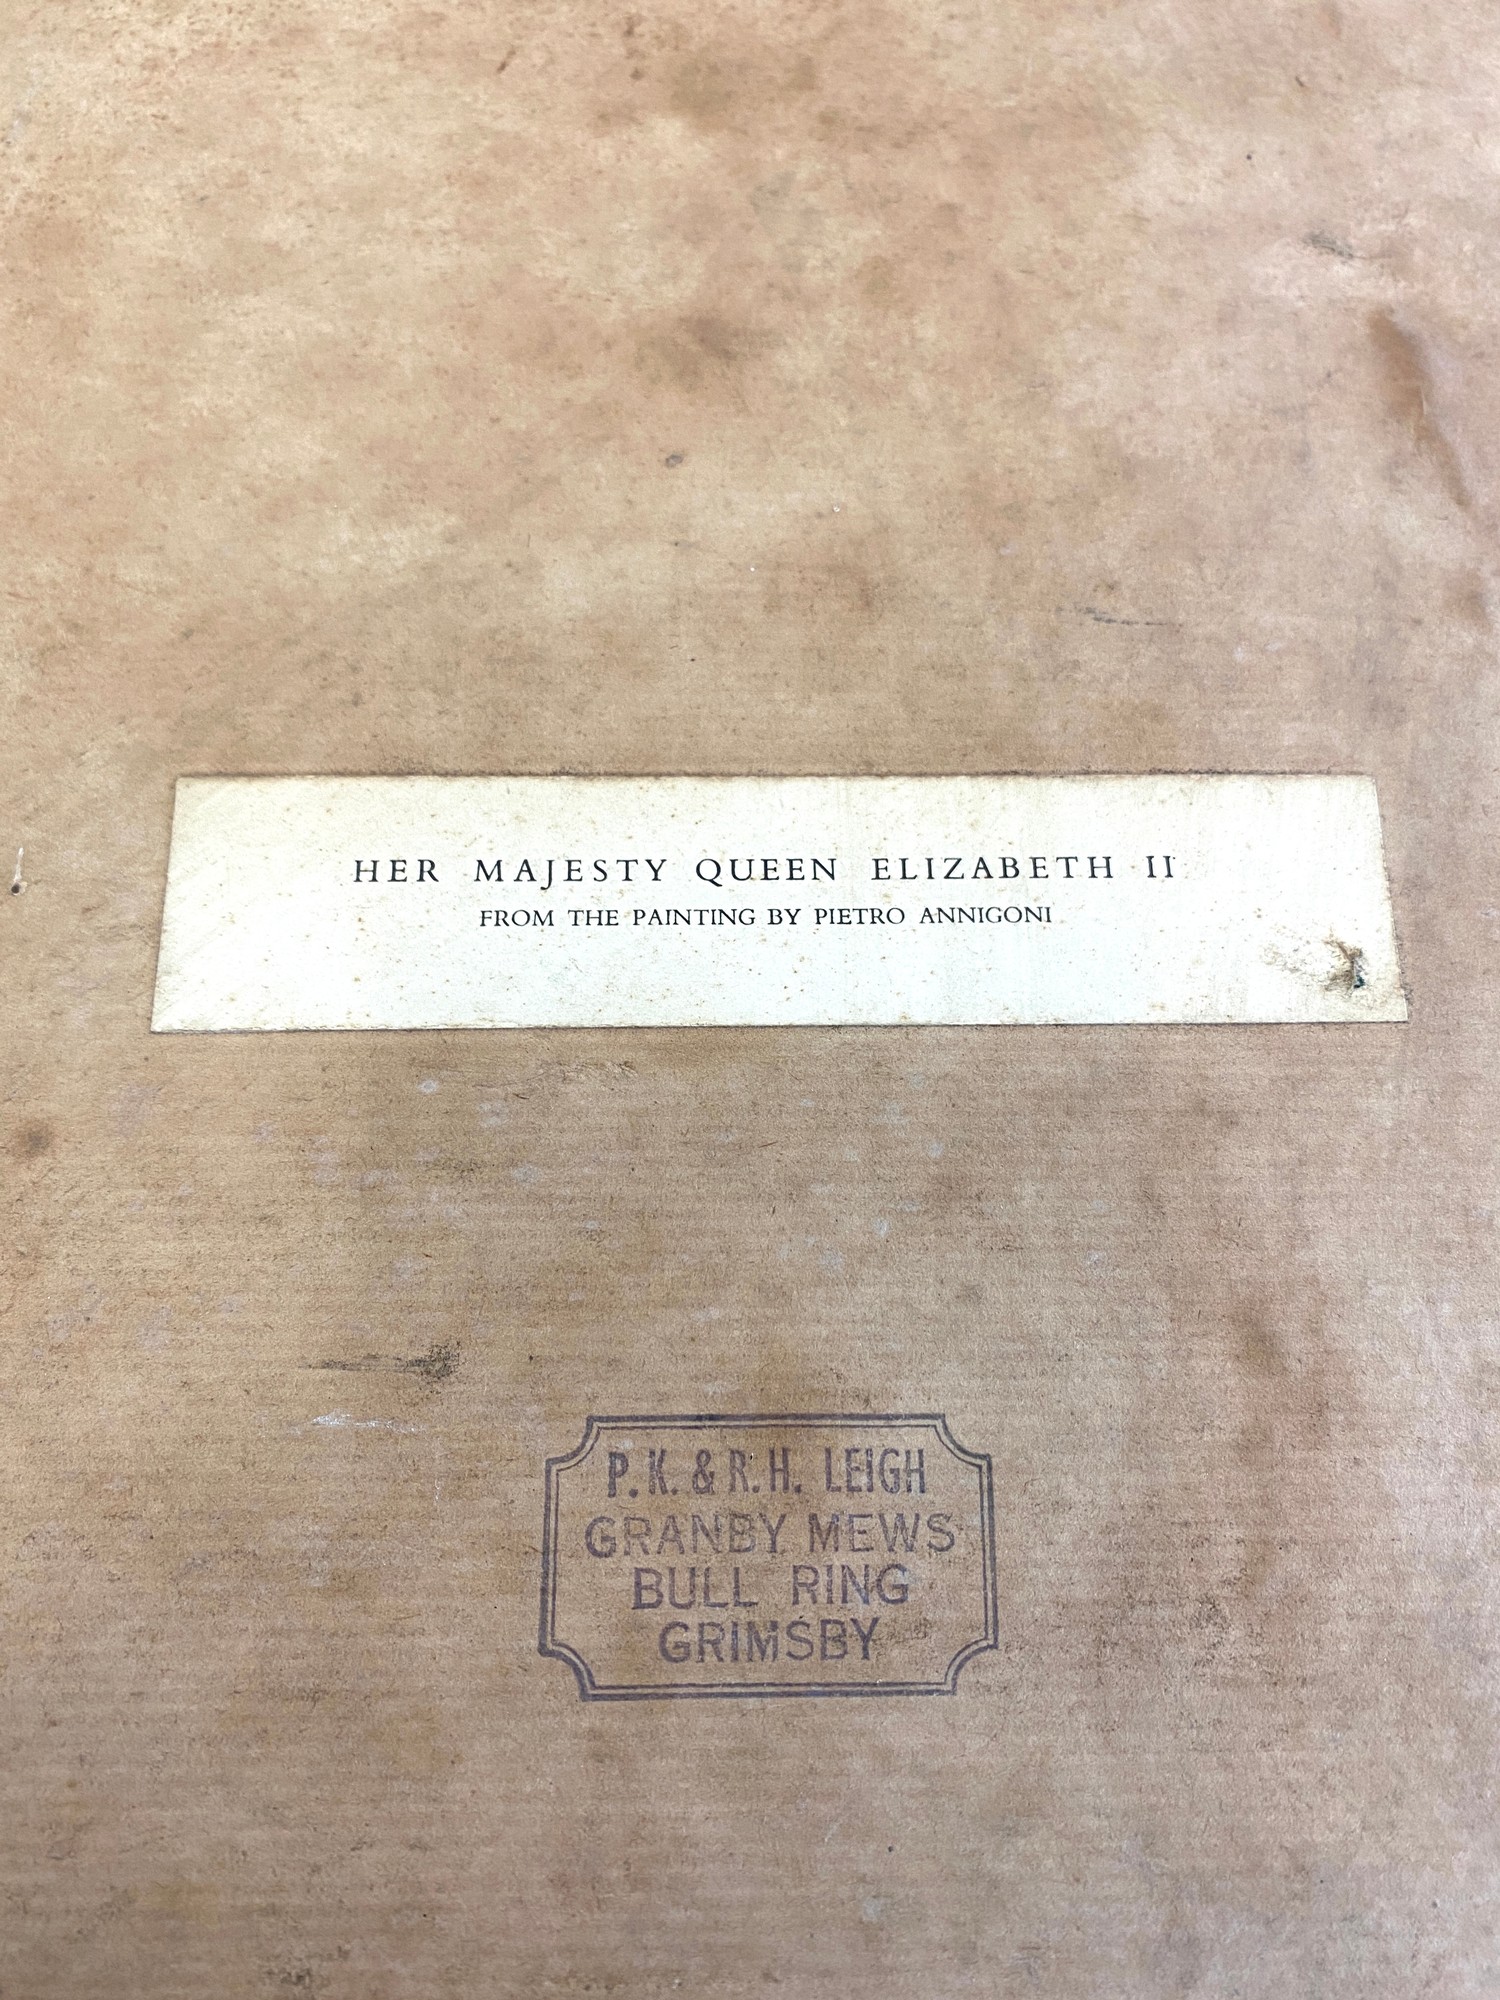 HER MAJESTY QUEEN ELIZABETH II
FROM THE PAINTING BY PIETRO ANNIGONI
P.K. & R.H. LEIGH
GRANBY MEWS
BULL RING
GRIMSBY